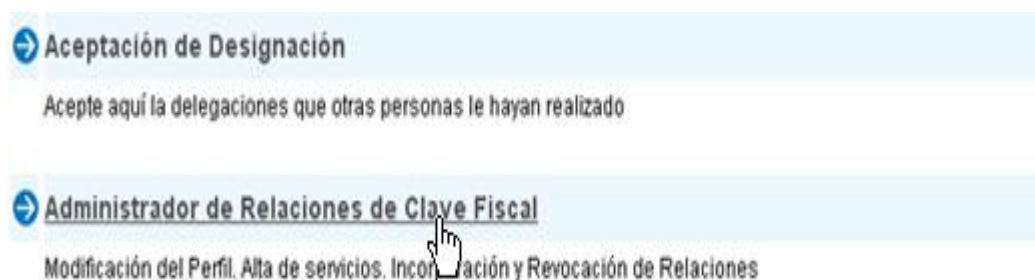 Aceptación de Designación
Acepte aquí la delegaciones que otras personas le hayan realizado
Administrador de Relaciones de Clave Fiscal
Modificación del Perfil. Alta de servicios. Incorporación y Revocación de Relaciones